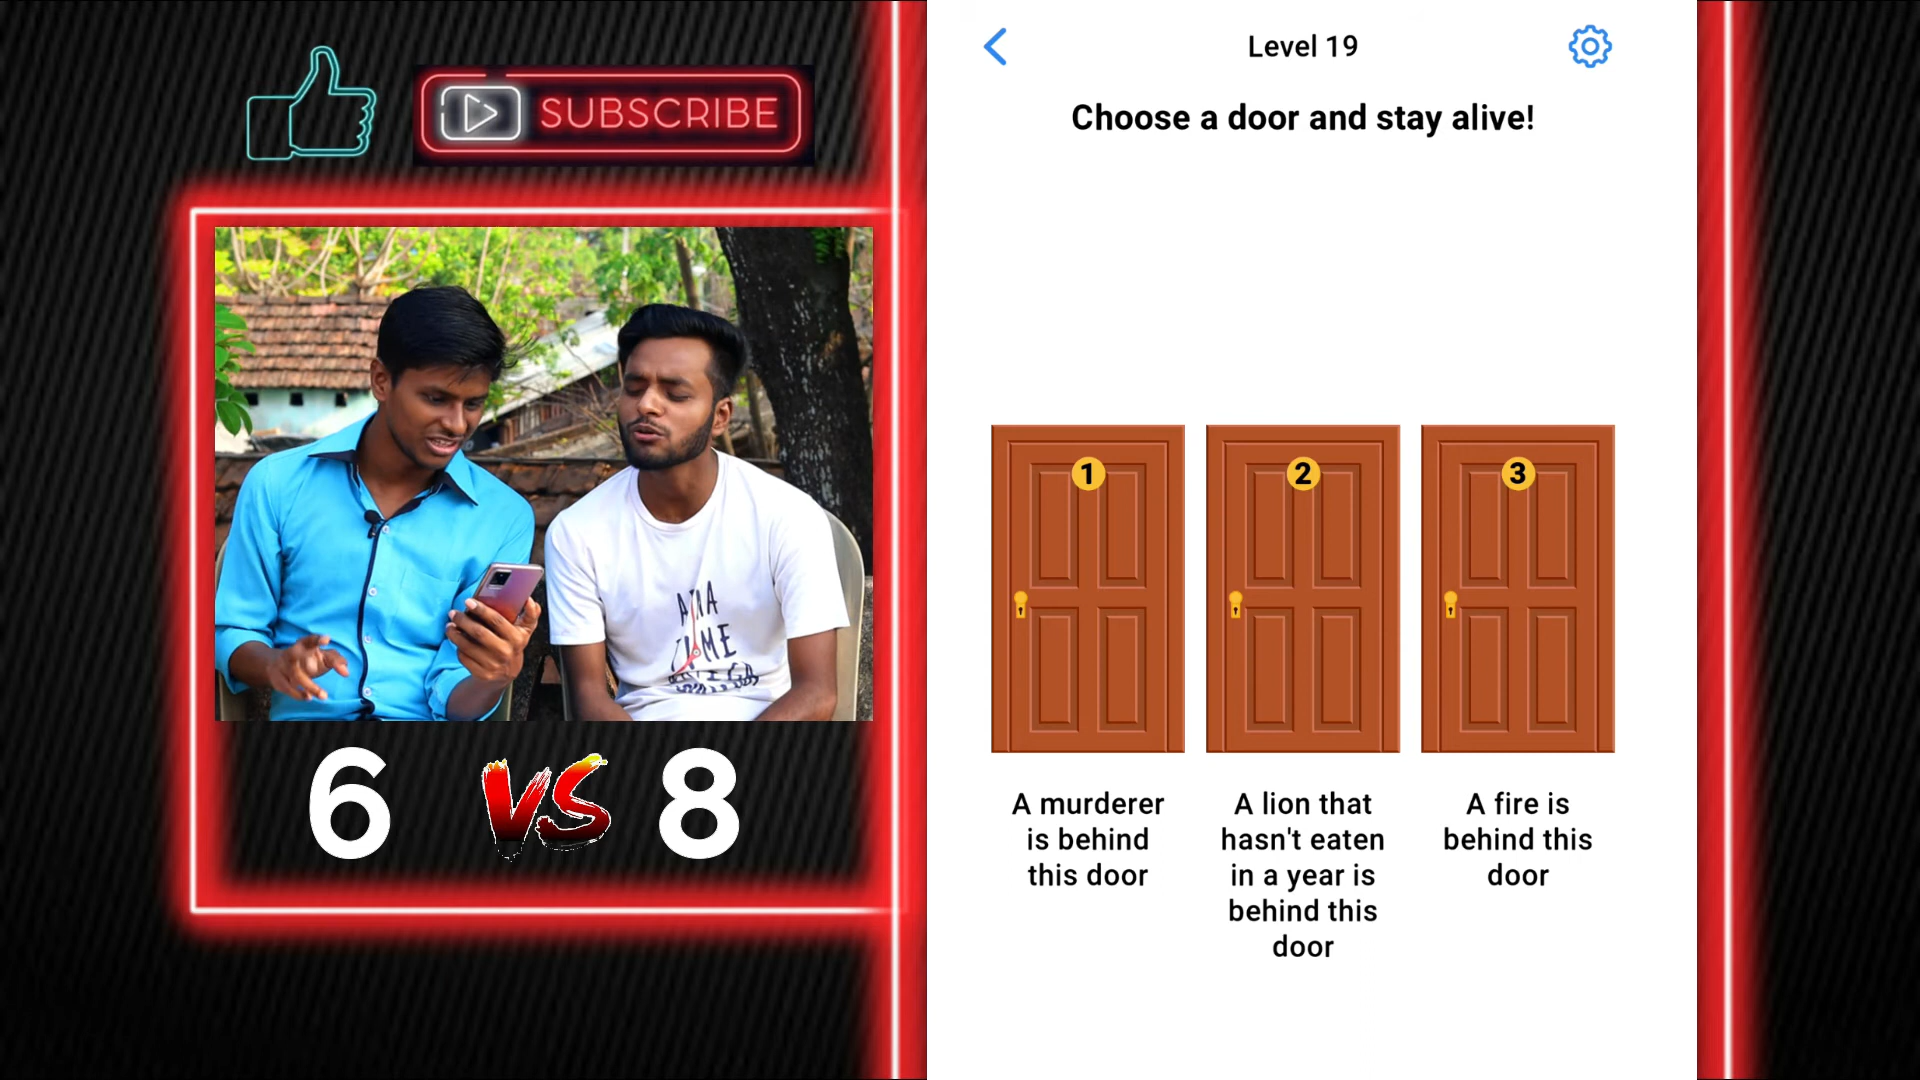 SUBSCRIBE
6 VS 8
Level 19
Choose a door and stay alive!
1
2
3
A murderer
is behind
this door
A lion that
hasn't eaten
in a year is
behind this
door
A fire is
behind this
door